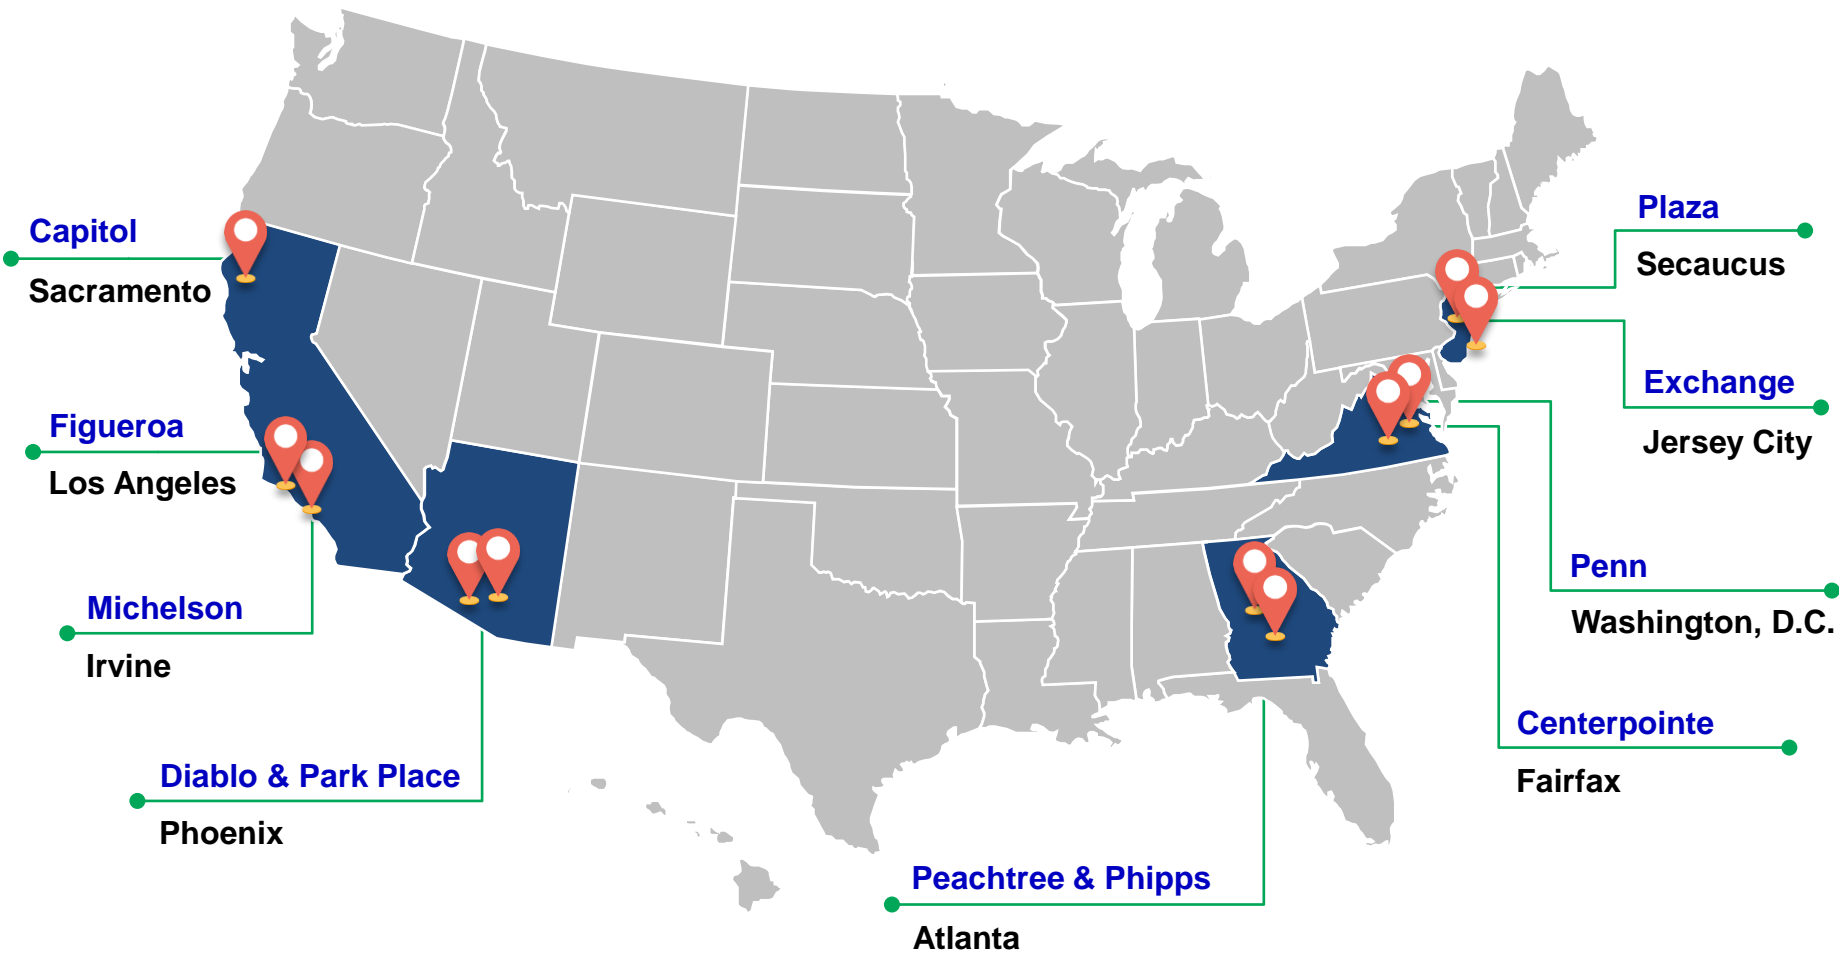 Capitol
Sacramento
Figueroa
Los Angeles
Michelson
Irvine
Diablo & Park Place
Phoenix
Peachtree & Phipps
Atlanta
Plaza
Secaucus
Exchange
Jersey City
Penn
Washington, D.C.
Centerpointe
Fairfax